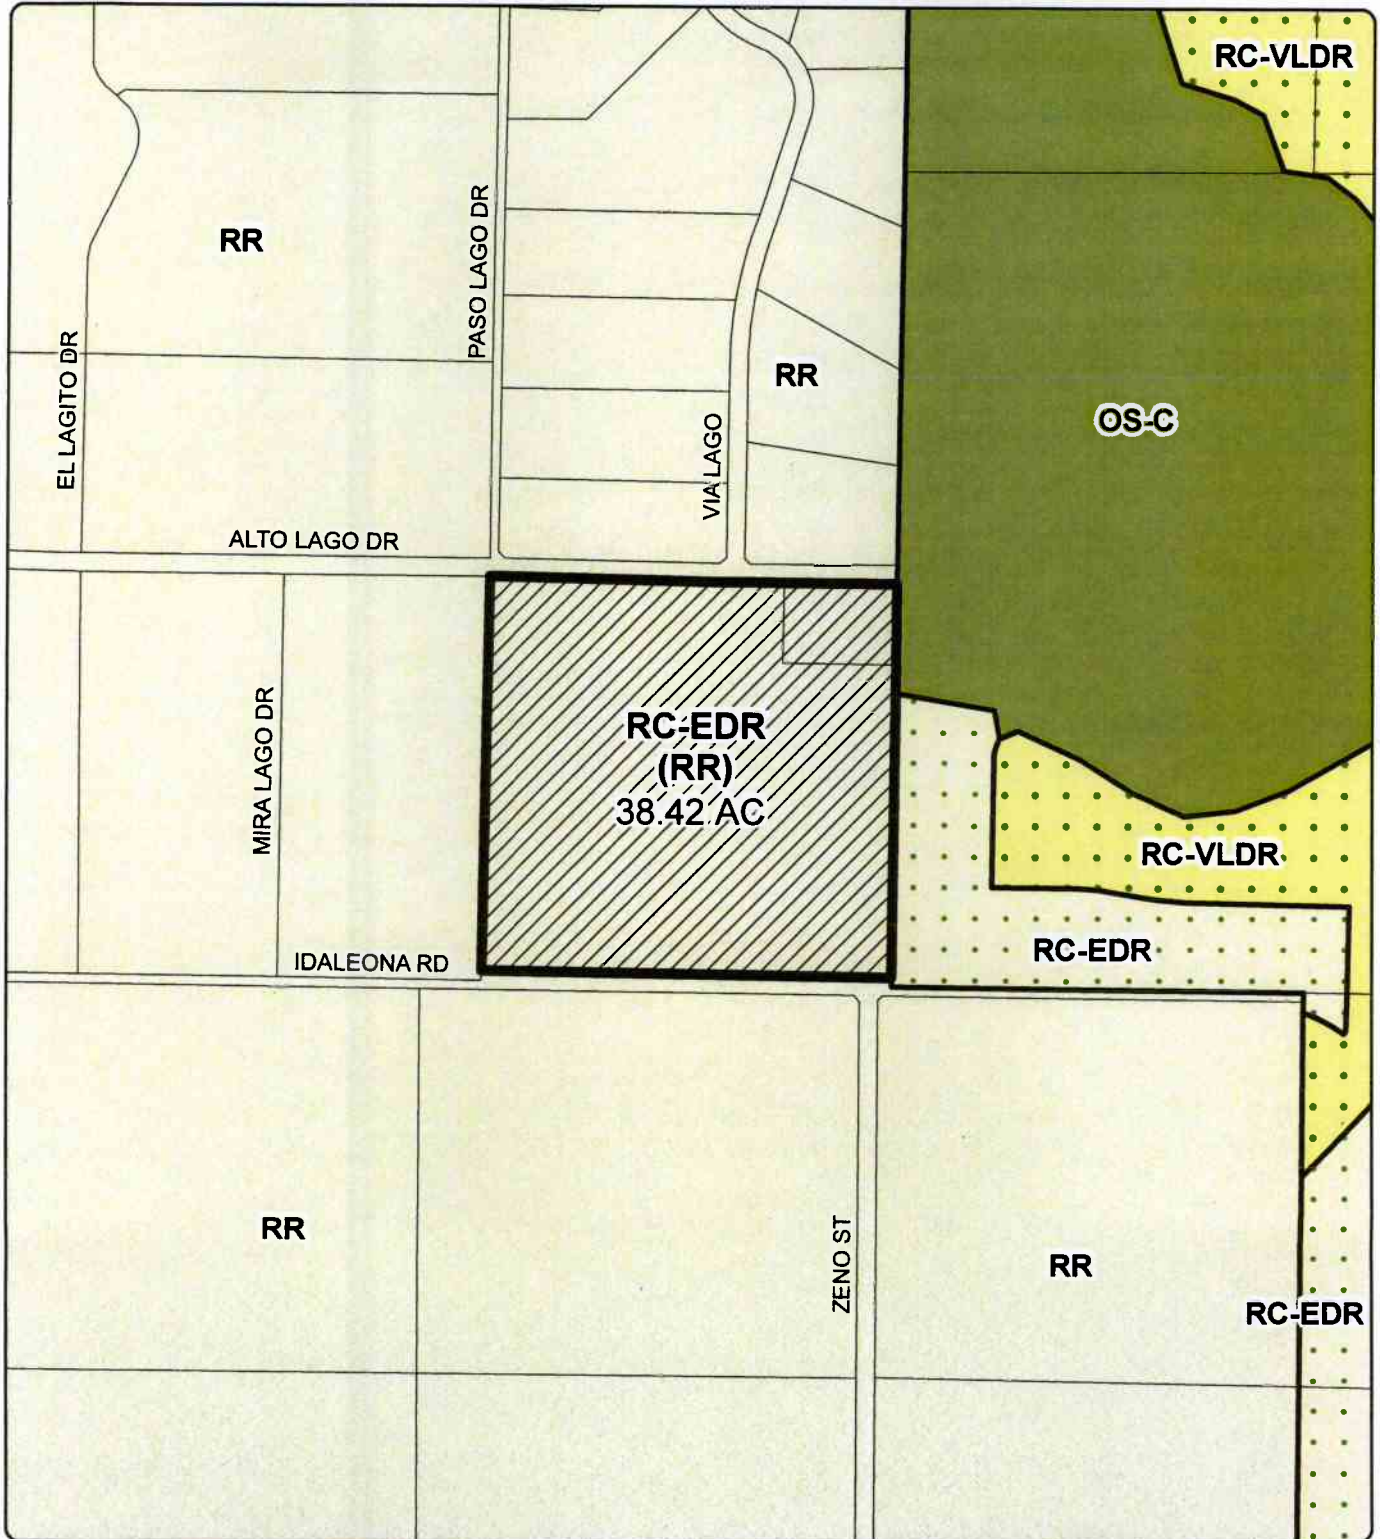 RC-VLDR
RR
PASO LAGO DR
EL LAGITO DR
RR
OS-C
VIA LAGO
ALTO LAGO DR
RC-EDR
(RR)
38.42 AC
MIRA LAGO DR
RC-VLDR
RC-EDR
IDALEONA RD
RR
ZENO ST
RR
RC-EDR